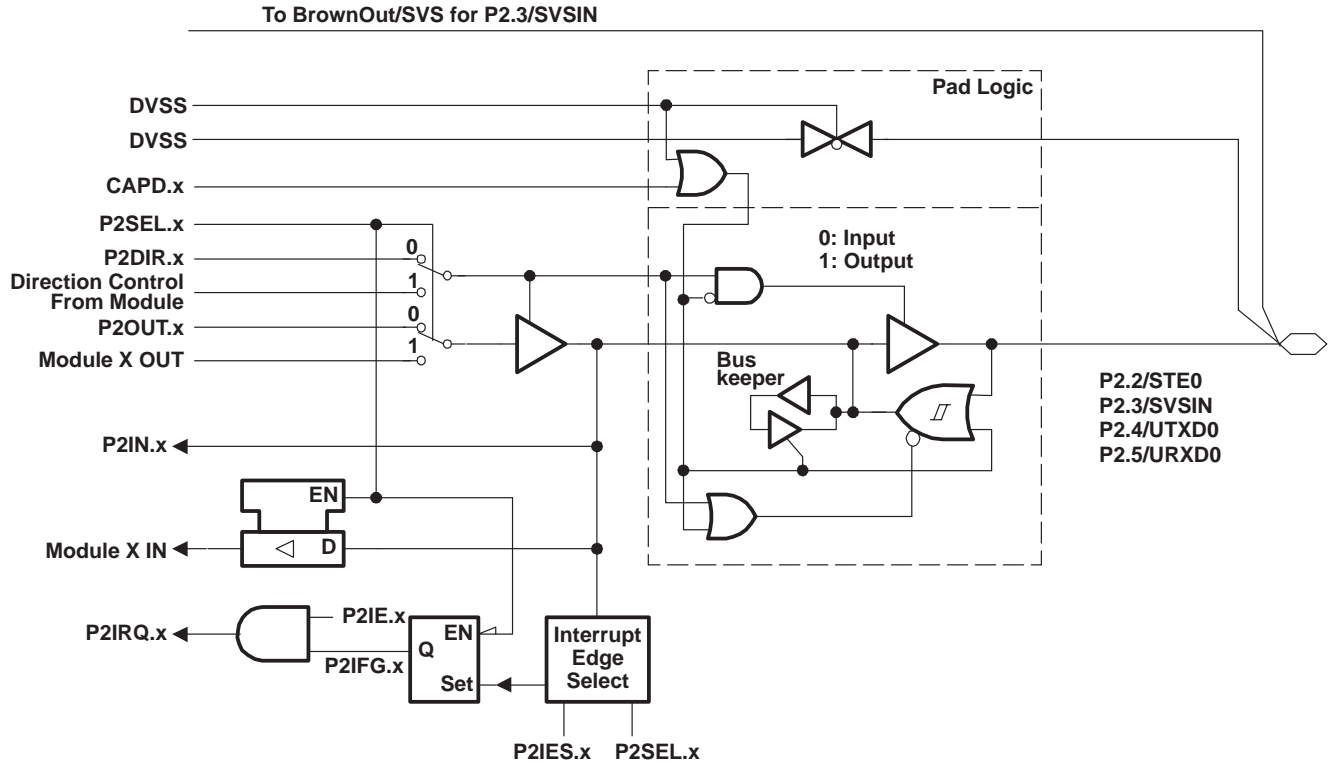 To BrownOut/SVS for P2.3/SVSIN
Pad Logic
DVSS
DVSS
CAPD.x
P2SEL.x
0
P2DIR.x
Direction Control
From Module
1
0
P2OUT.x
1
Module X OUT
0: Input
1: Output
Bus
keeper
P2.2/STE0
P2.3/SVSIN
P2.4/UTXD0
P2.5/URXD0
P2IN.x
EN
Module X IN
D
P2IE.x
P2IRQ.x
EN
Q
P2IFG.x
Set
Interrupt
Edge
Select
P2IES.x
P2SEL.x